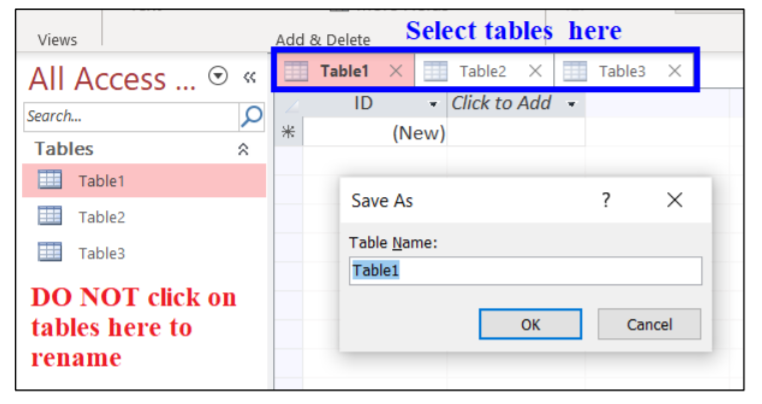 Views
Add & Delete
Select tables here
All Access ...
«
Table1
Table2
Table3
Search...
ID
Click to Add
(New)
Tables
Table1
Table2
Table3
Save As
?
Table Name:
Table1
OK
Cancel
DO NOT click on
tables here to
rename